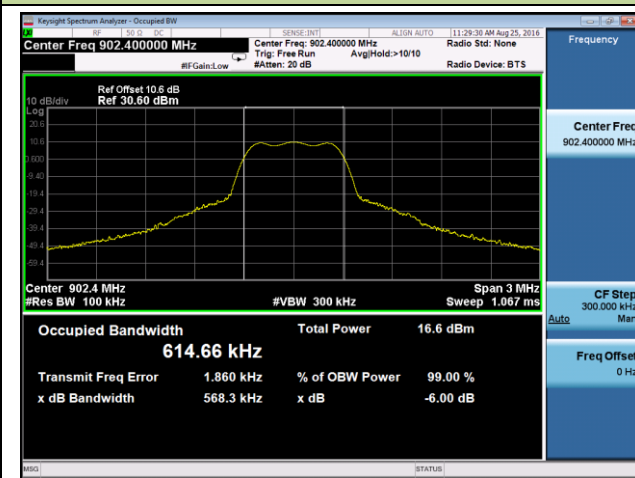 Keysight Spectrum Analyzer - Occupied BW
RF 50 Ω DC SENSE:INT ALIGN AUTO 11:29:30 AM Aug 25, 2016
Center Freq 902.400000 MHz Center Freq: 902.400000 MHz Radio Std: None
Trig: Free Run Avg|Hold:>10/10
#IFGain:Low #Atten: 20 dB Radio Device: BTS
Ref Offset 10.6 dB
10 dB/div Ref 30.60 dBm
Log
20.6
10.6
0.600
-9.40
-19.4
-29.4
-39.4
-49.4
-59.4
Center 902.4 MHz Span 3 MHz
#Res BW 100 kHz #VBW 300 kHz Sweep 1.067 ms
Occupied Bandwidth Total Power 16.6 dBm
614.66 kHz
Transmit Freq Error 1.860 kHz % of OBW Power 99.00 %
x dB Bandwidth 568.3 kHz x dB -6.00 dB
MSG STATUS
Frequency
Center Freq
902.400000 MHz
CF Step
300.000 kHz
Auto Man
Freq Offset
0 Hz